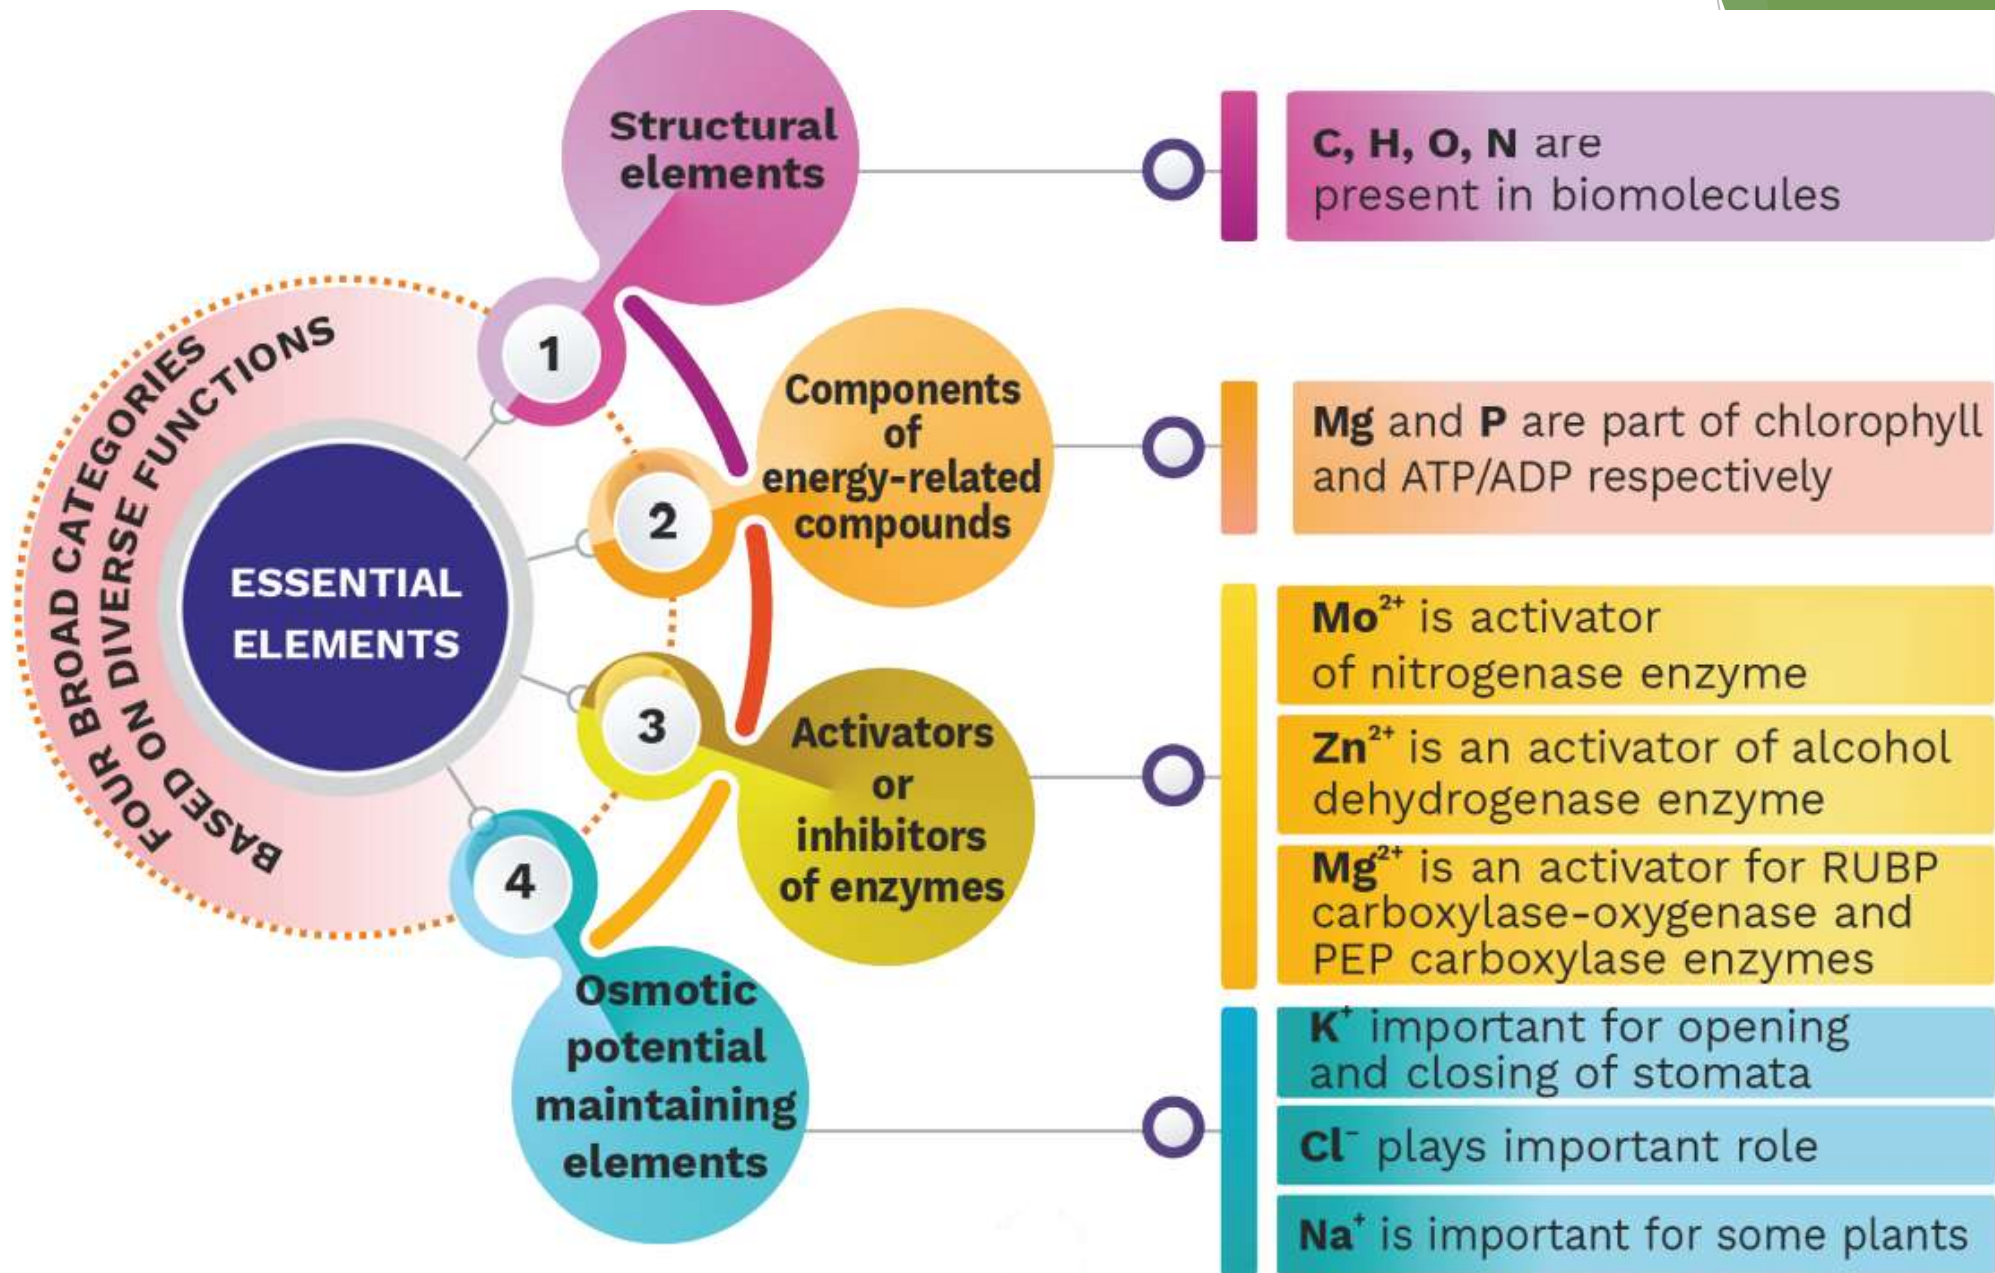 FOUR BROAD CATEGORIES
BASED ON DIVERSE FUNCTIONS
ESSENTIAL
ELEMENTS
1
Structural
elements
C, H, O, N are
present in biomolecules
2
Components
of
energy-related
compounds
Mg and P are part of chlorophyll
and ATP/ADP respectively
3
Activators
or
inhibitors
of enzymes
Mo²⁺ is activator
of nitrogenase enzyme
Zn²⁺ is an activator of alcohol
dehydrogenase enzyme
Mg²⁺ is an activator for RUBP
carboxylase-oxygenase and
PEP carboxylase enzymes
4
Osmotic
potential
maintaining
elements
K⁺ important for opening
and closing of stomata
Cl⁻ plays important role
Na⁺ is important for some plants